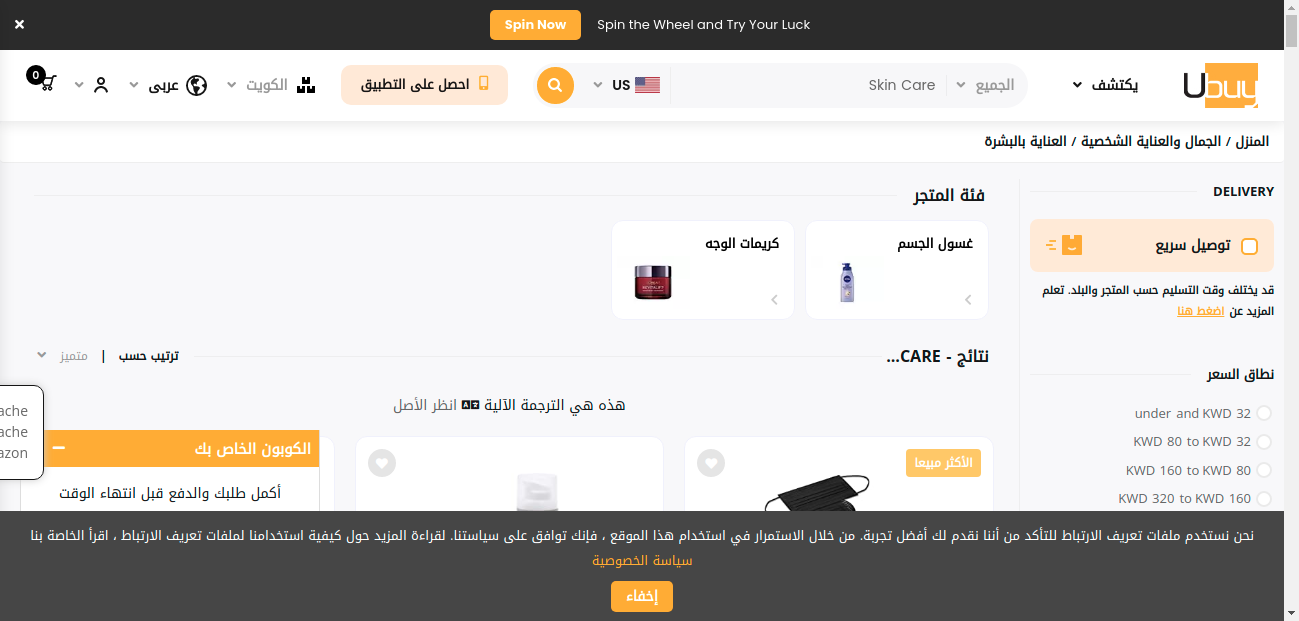 Spin Now Spin the Wheel and Try Your Luck
Ubuy
يكتشف
الجميع
Skin Care
US
احصل على التطبيق
الكويت
عربى
0
المنزل / الجمال والعناية الشخصية / العناية بالبشرة
DELIVERY
توصيل سريع
قد يختلف وقت التسليم حسب المتجر والبلد. تعلم
المزيد عن اضغط هنا
نطاق السعر
under and KWD 32
KWD 80 to KWD 32
KWD 160 to KWD 80
KWD 320 to KWD 160
فئة المتجر
غسول الجسم
كريمات الوجه
نتائج - CARE...
ترتيب حسب | متميز
هذه هي الترجمة الآلية انظر الأصل
الأكثر مبيعا
ache
ache
azon
الكوبون الخاص بك
أكمل طلبك والدفع قبل انتهاء الوقت
نحن نستخدم ملفات تعريف الارتباط للتأكد من أننا نقدم لك أفضل تجربة. من خلال الاستمرار في استخدام هذا الموقع ، فإنك توافق على سياستنا. لقراءة المزيد حول كيفية استخدامنا لملفات تعريف الارتباط ، اقرأ الخاصة بنا
سياسة الخصوصية
إخفاء